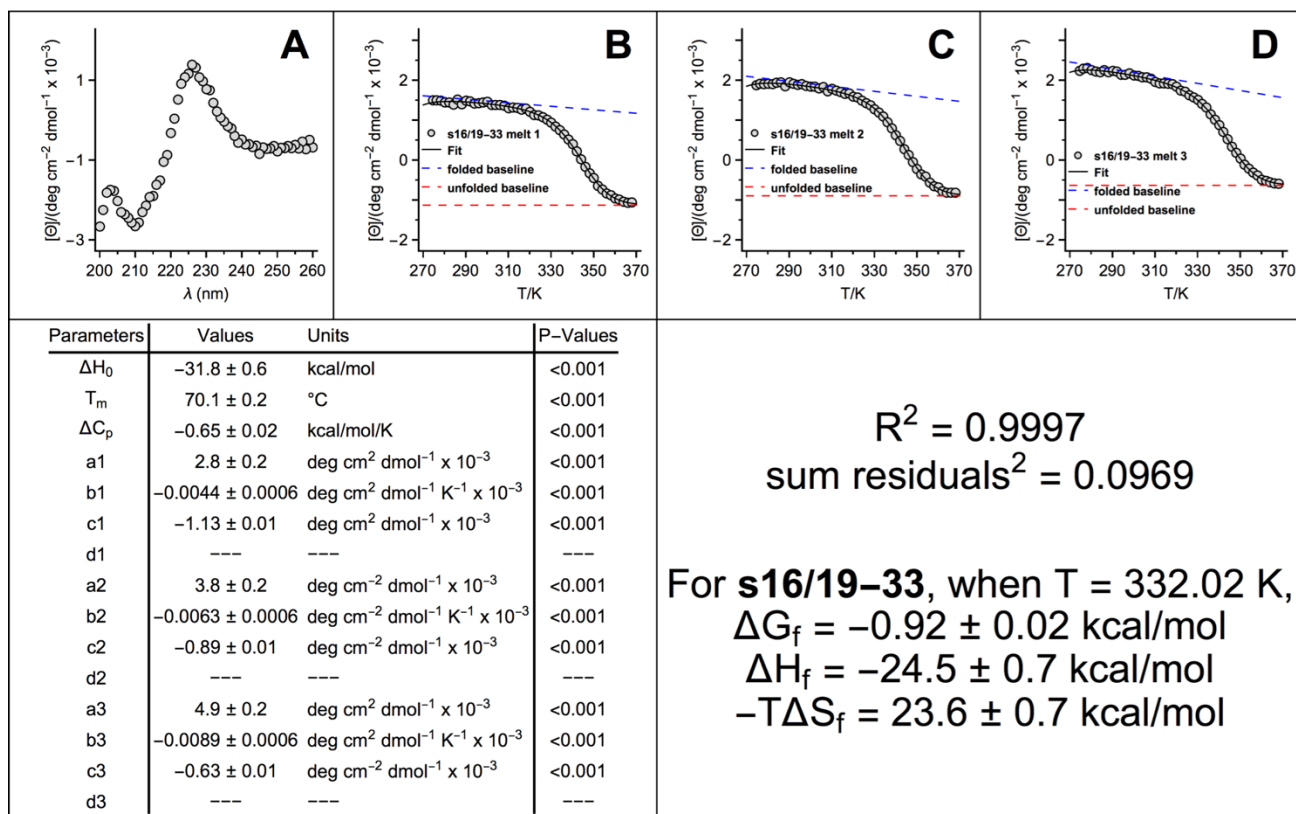 A
[Θ]/(deg cm⁻² dmol⁻¹ x 10⁻³)
1
−1
−3
200 210 220 230 240 250 260
λ (nm)
B
[Θ]/(deg cm⁻² dmol⁻¹ x 10⁻³)
2
2
0
−2
s16/19−33 melt 1
Fit
folded baseline
unfolded baseline
270 290 310 330 350 370
T/K
C
[Θ]/(deg cm⁻² dmol⁻¹ x 10⁻³)
2
2
0
−2
s16/19−33 melt 2
Fit
folded baseline
unfolded baseline
270 290 310 330 350 370
T/K
D
[Θ]/(deg cm⁻² dmol⁻¹ x 10⁻³)
2
2
0
−2
s16/19−33 melt 3
Fit
folded baseline
unfolded baseline
270 290 310 330 350 370
T/K
Parameters Values Units P−Values
ΔH₀ −31.8 ± 0.6 kcal/mol <0.001
Tₘ 70.1 ± 0.2 °C <0.001
ΔCₚ −0.65 ± 0.02 kcal/mol/K <0.001
a1 2.8 ± 0.2 deg cm² dmol⁻¹ x 10⁻³ <0.001
b1 −0.0044 ± 0.0006 deg cm² dmol⁻¹ K⁻¹ x 10⁻³ <0.001
c1 −1.13 ± 0.01 deg cm² dmol⁻¹ x 10⁻³ <0.001
d1 −−− −−− −−−
a2 3.8 ± 0.2 deg cm⁻² dmol⁻¹ x 10⁻³ <0.001
b2 −0.0063 ± 0.0006 deg cm⁻² dmol⁻¹ K⁻¹ x 10⁻³ <0.001
c2 −0.89 ± 0.01 deg cm⁻² dmol⁻¹ x 10⁻³ <0.001
d2 −−− −−− −−−
a3 4.9 ± 0.2 deg cm⁻² dmol⁻¹ x 10⁻³ <0.001
b3 −0.0089 ± 0.0006 deg cm⁻² dmol⁻¹ K⁻¹ x 10⁻³ <0.001
c3 −0.63 ± 0.01 deg cm⁻² dmol⁻¹ x 10⁻³ <0.001
d3 −−− −−− −−−
R² = 0.9997
sum residuals² = 0.0969
For s16/19−33, when T = 332.02 K,
ΔG_f = −0.92 ± 0.02 kcal/mol
ΔH_f = −24.5 ± 0.7 kcal/mol
−TΔS_f = 23.6 ± 0.7 kcal/mol